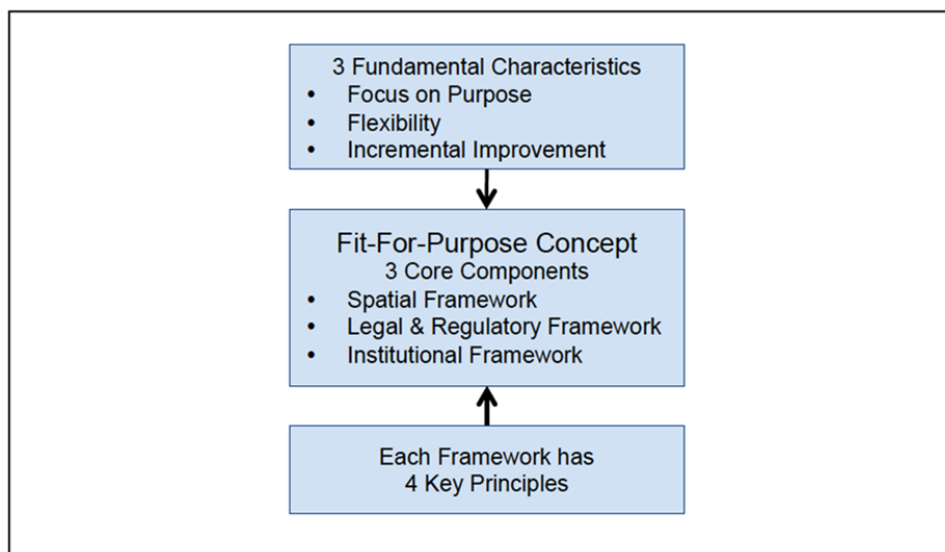 3 Fundamental Characteristics
• Focus on Purpose
• Flexibility
• Incremental Improvement
Fit-For-Purpose Concept
3 Core Components
• Spatial Framework
• Legal & Regulatory Framework
• Institutional Framework
Each Framework has
4 Key Principles